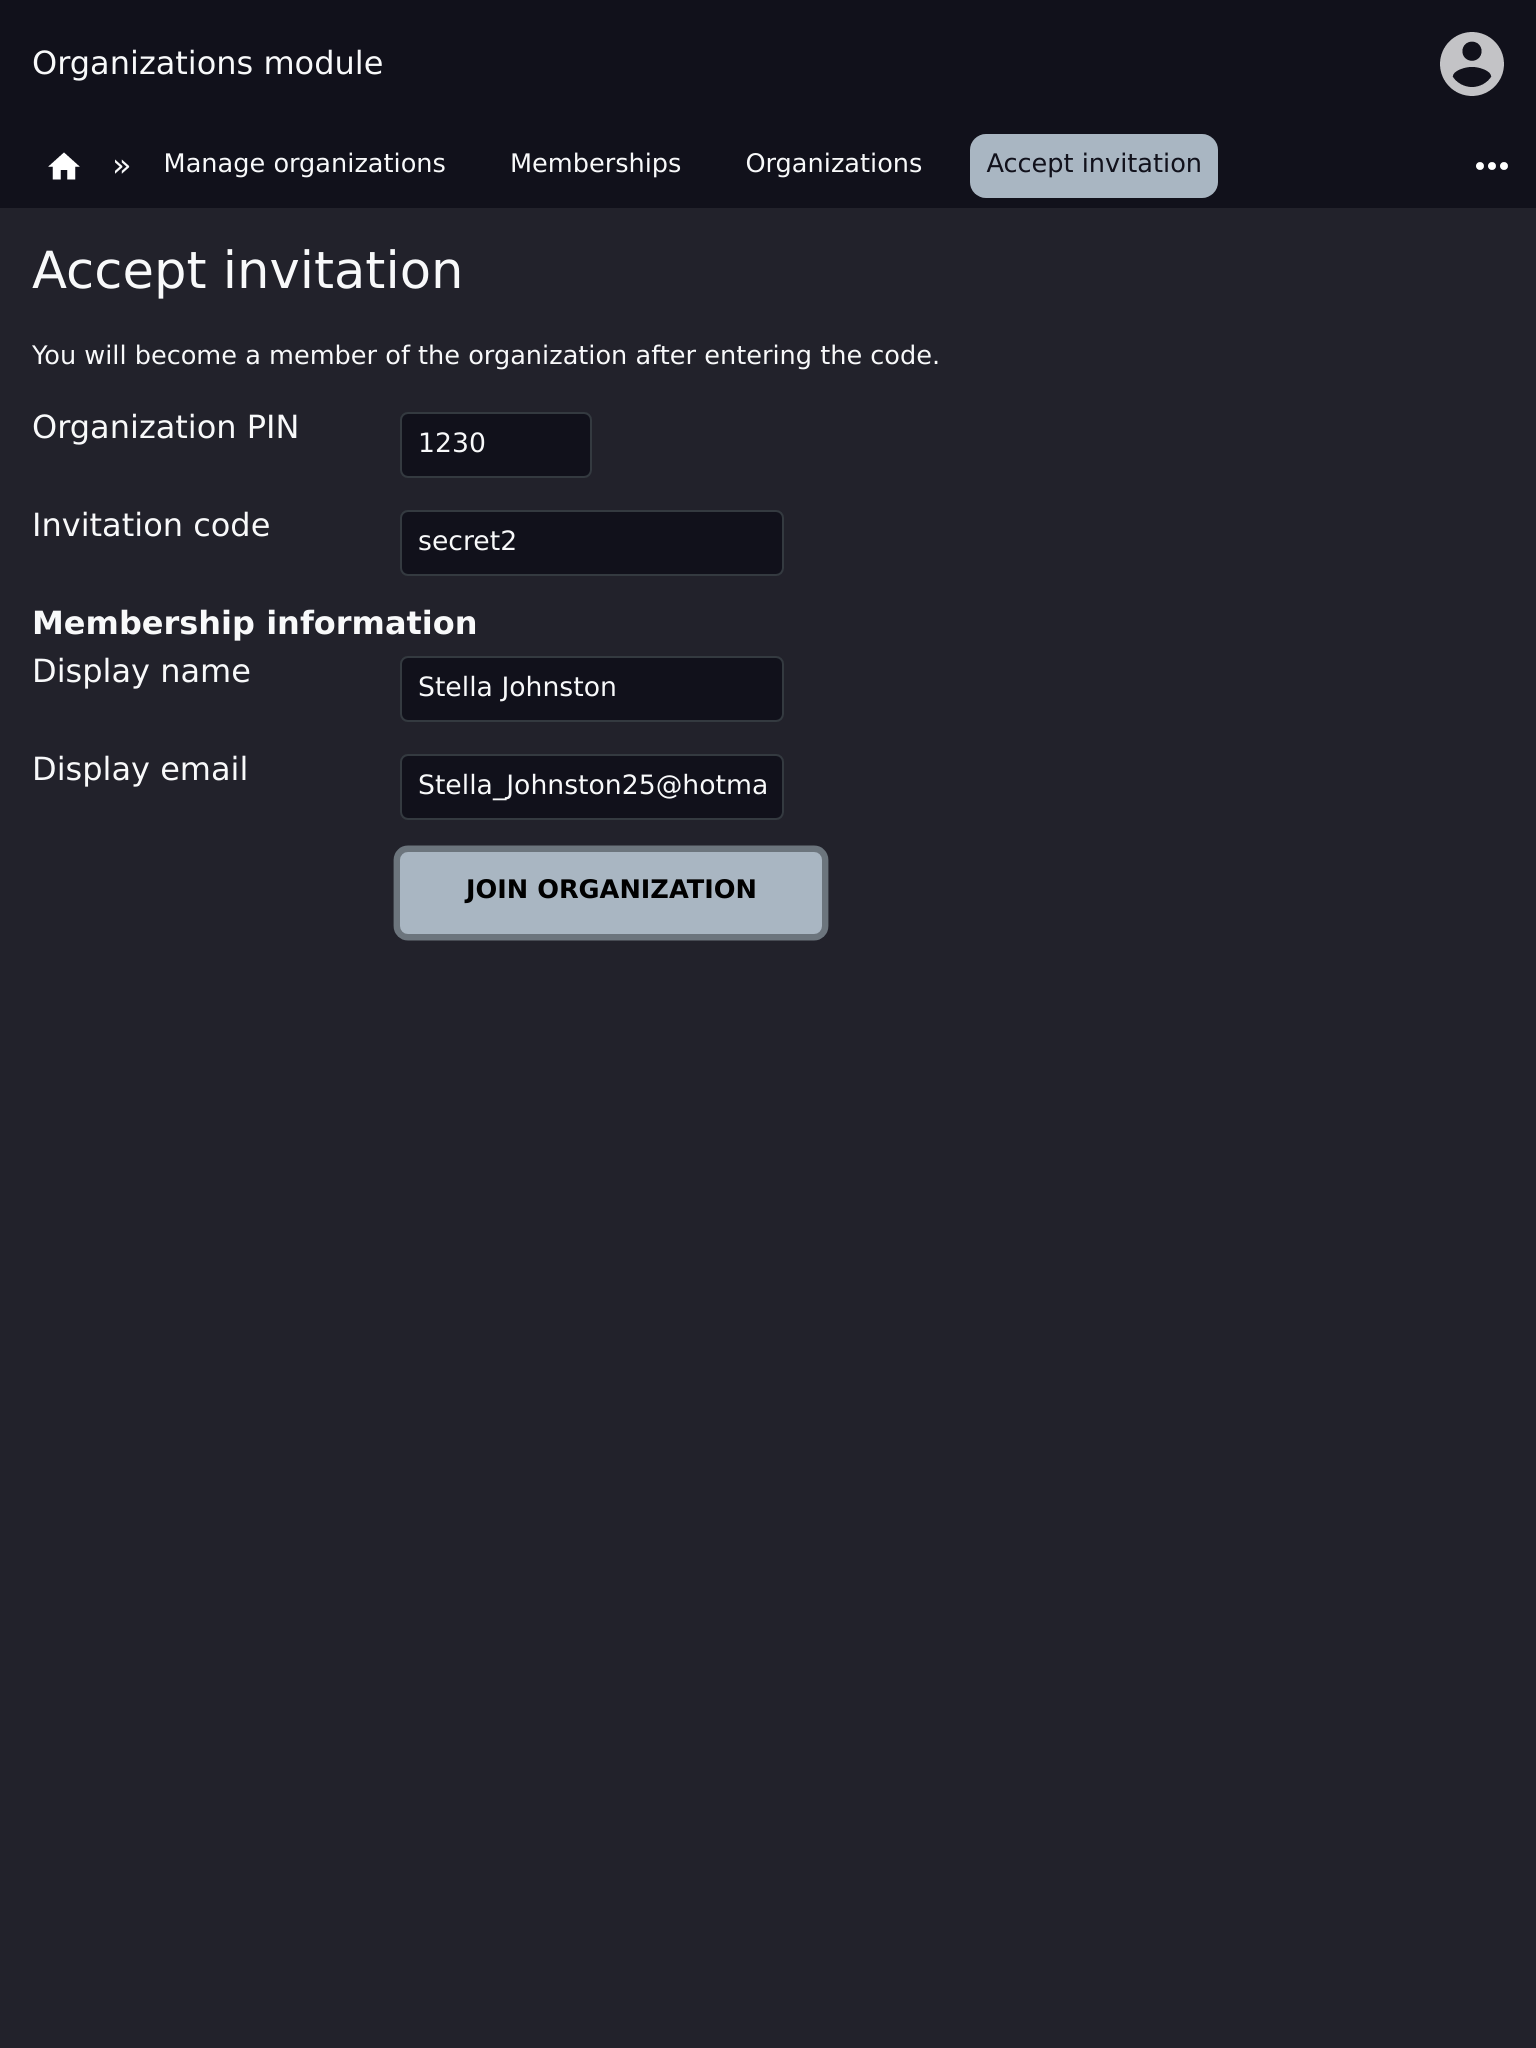 Organizations module
» Manage organizations Memberships Organizations Accept invitation
Accept invitation
You will become a member of the organization after entering the code.
Organization PIN 1230
Invitation code secret2
Membership information
Display name Stella Johnston
Display email Stella_Johnston25@hotma
JOIN ORGANIZATION